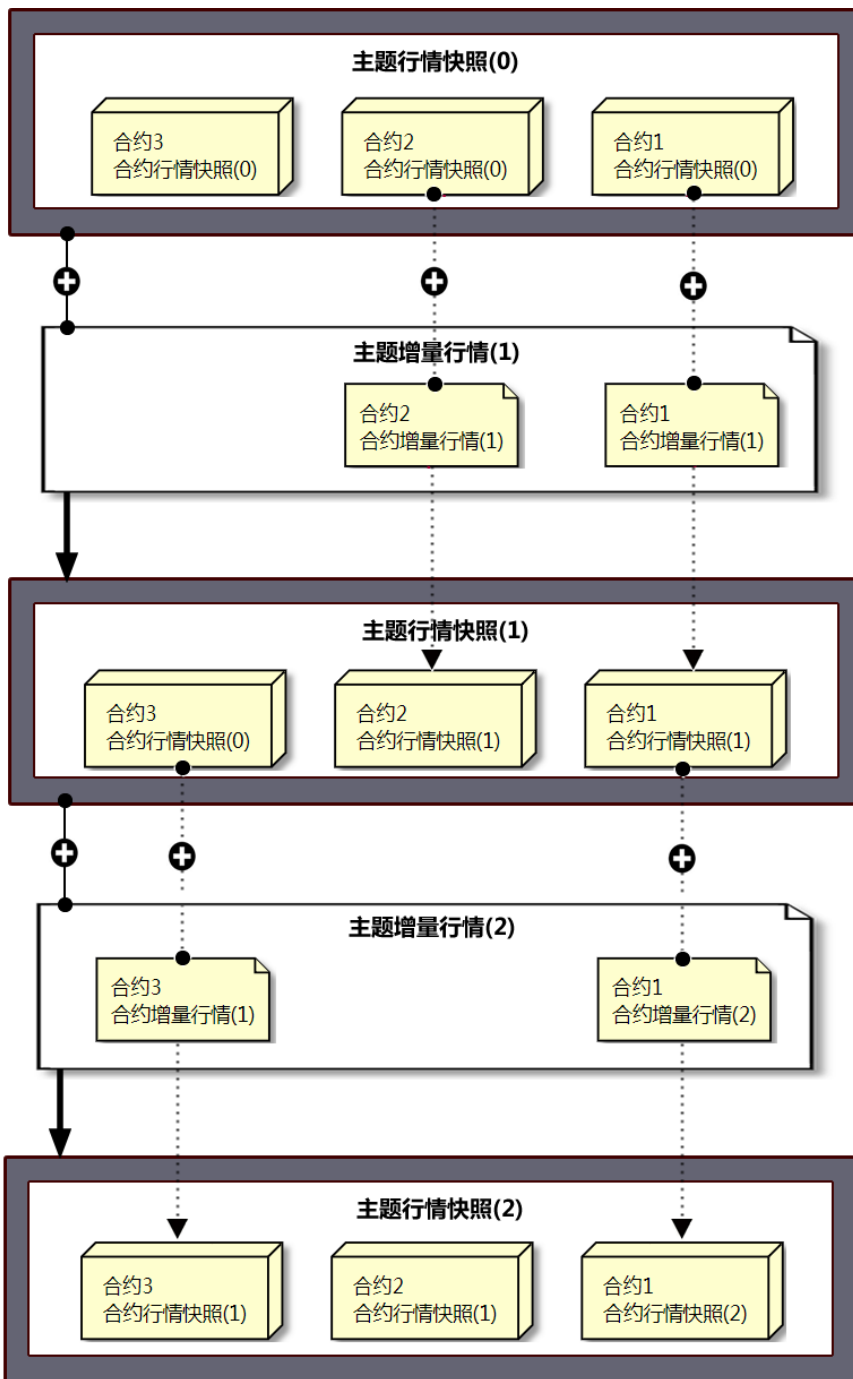 主题行情快照(0)
合约3
合约行情快照(0)
合约2
合约行情快照(0)
合约1
合约行情快照(0)
主题增量行情(1)
合约2
合约增量行情(1)
合约1
合约增量行情(1)
主题行情快照(1)
合约3
合约行情快照(0)
合约2
合约行情快照(1)
合约1
合约行情快照(1)
主题增量行情(2)
合约3
合约增量行情(1)
合约1
合约增量行情(2)
主题行情快照(2)
合约3
合约行情快照(1)
合约2
合约行情快照(1)
合约1
合约行情快照(2)